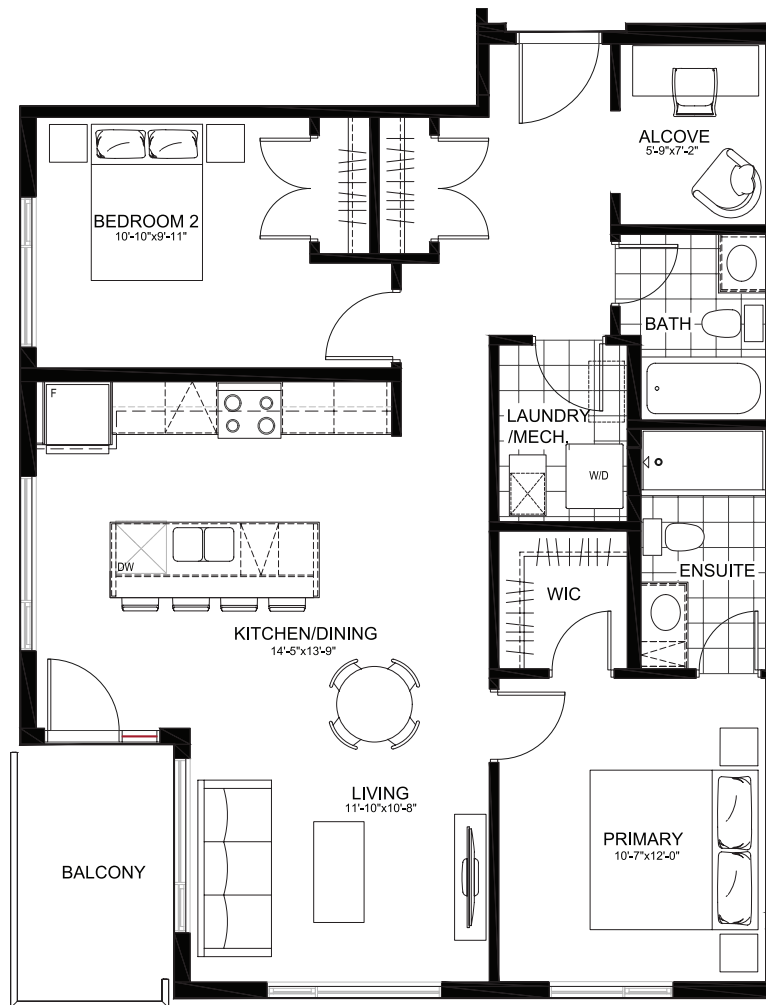 ALCOVE
5'-9"x7'-2"
BEDROOM 2
10'-10"x9'-11"
BATH
F
LAUNDRY
/MECH.
W/D
DW
ENSUITE
WIC
KITCHEN/DINING
14'-5"x13'-9"
LIVING
11'-10"x10'-8"
PRIMARY
10'-7"x12'-0"
BALCONY